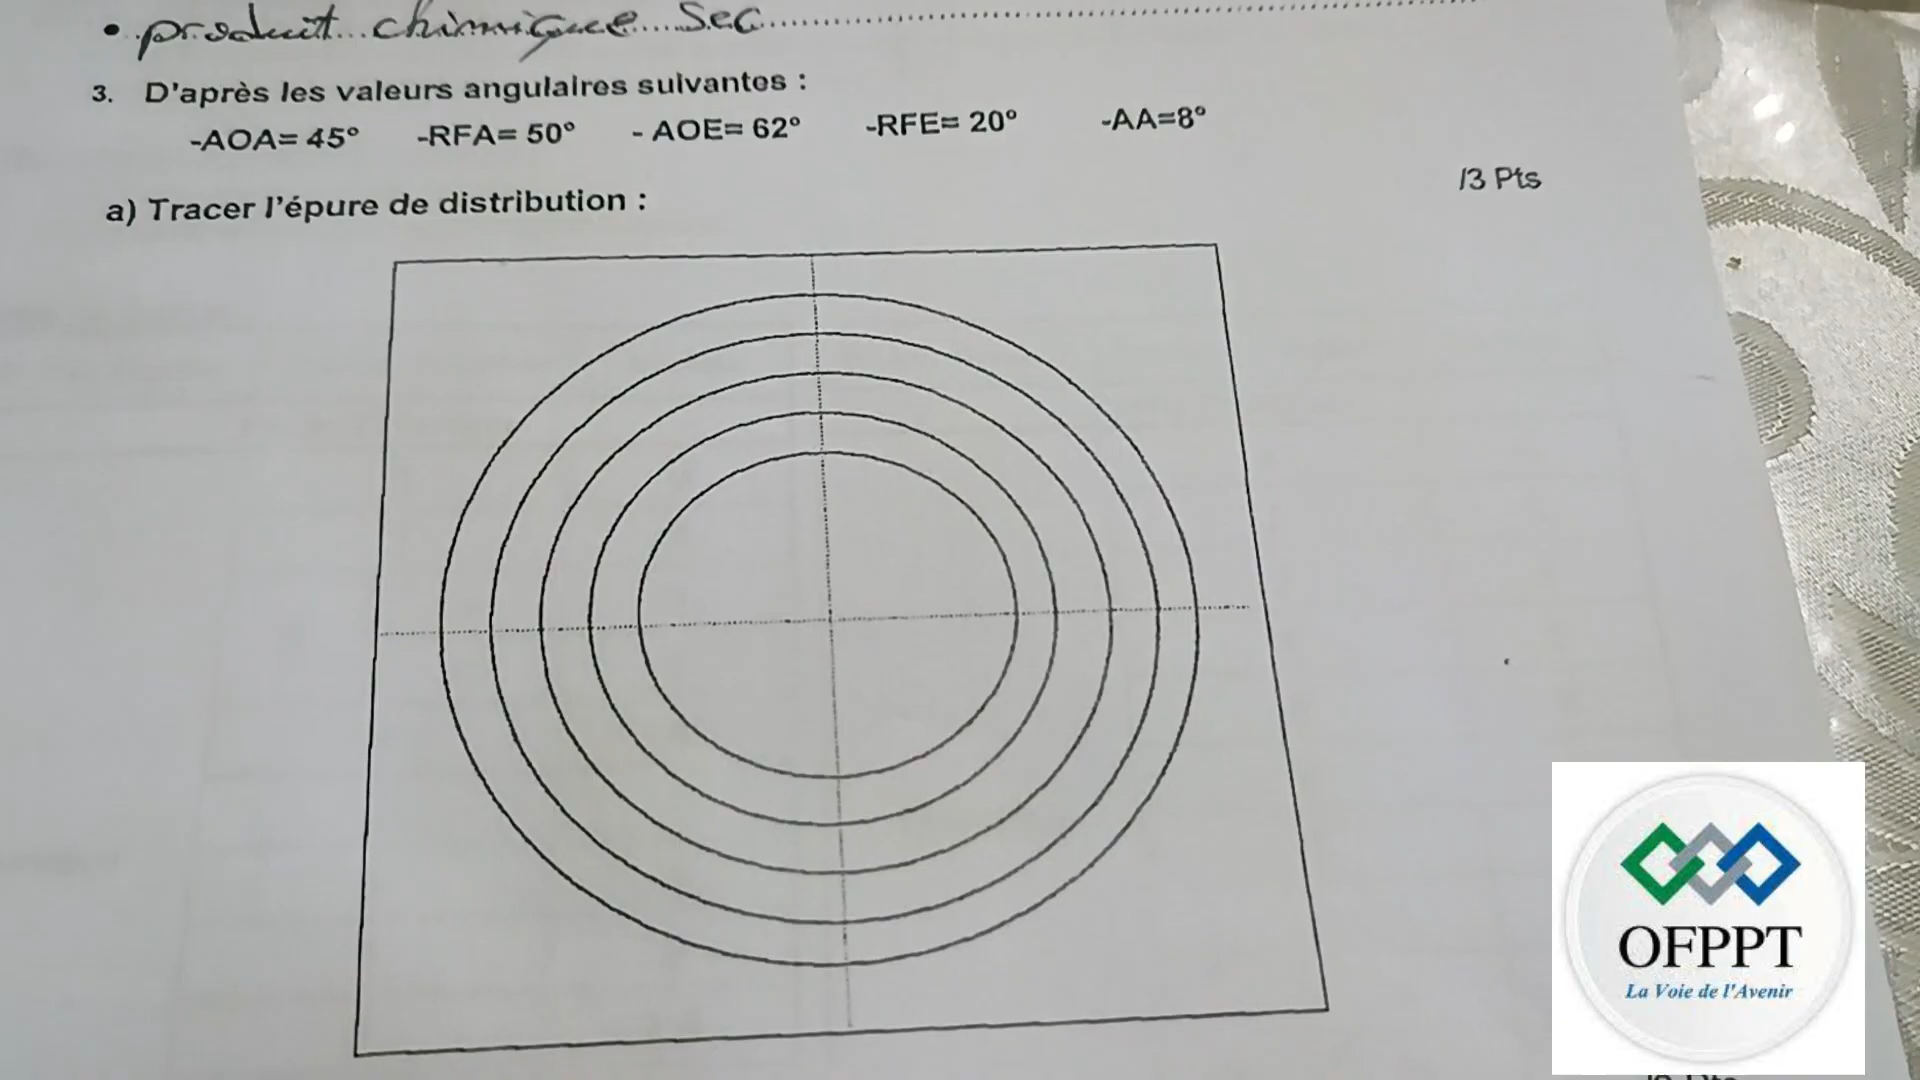 • produit chimique Sec
3. D'après les valeurs angulaires suivantes :
-AOA= 45° -RFA= 50° - AOE= 62° -RFE= 20° -AA=8°
/3 Pts
a) Tracer l'épure de distribution :
OFPPT
La Voie de l'Avenir